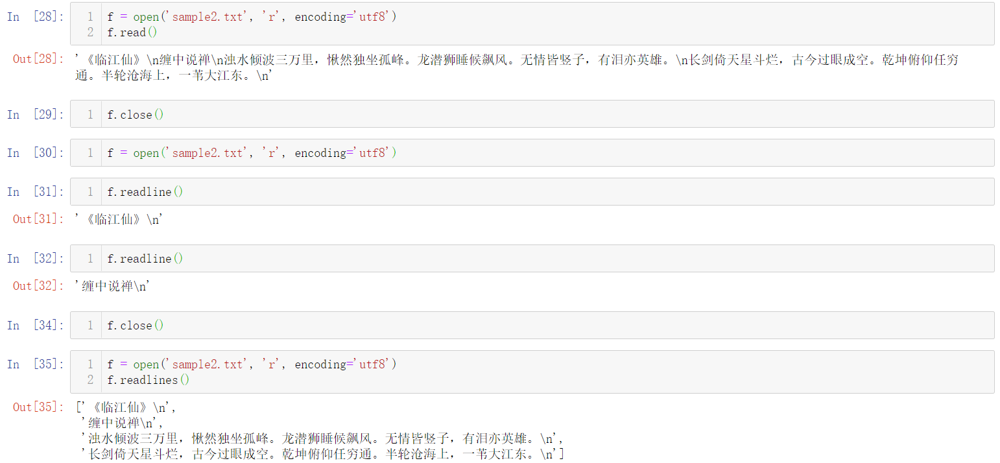 In [28]: 1 f = open('sample2.txt', 'r', encoding='utf8')
2 f.read()
Out[28]: '《临江仙》\n缠中说禅\n浊水倾波三万里，愀然独坐孤峰。龙潜狮睡候飙风。无情皆竖子，有泪亦英雄。\n长剑倚天星斗烂，古今过眼成空。乾坤俯仰任穷
通。半轮沧海上，一苇大江东。\n'
In [29]: 1 f.close()
In [30]: 1 f = open('sample2.txt', 'r', encoding='utf8')
In [31]: 1 f.readline()
Out[31]: '《临江仙》\n'
In [32]: 1 f.readline()
Out[32]: '缠中说禅\n'
In [34]: 1 f.close()
In [35]: 1 f = open('sample2.txt', 'r', encoding='utf8')
2 f.readlines()
Out[35]: ['《临江仙》\n',
'缠中说禅\n',
'浊水倾波三万里，愀然独坐孤峰。龙潜狮睡候飙风。无情皆竖子，有泪亦英雄。\n',
'长剑倚天星斗烂，古今过眼成空。乾坤俯仰任穷通。半轮沧海上，一苇大江东。\n']